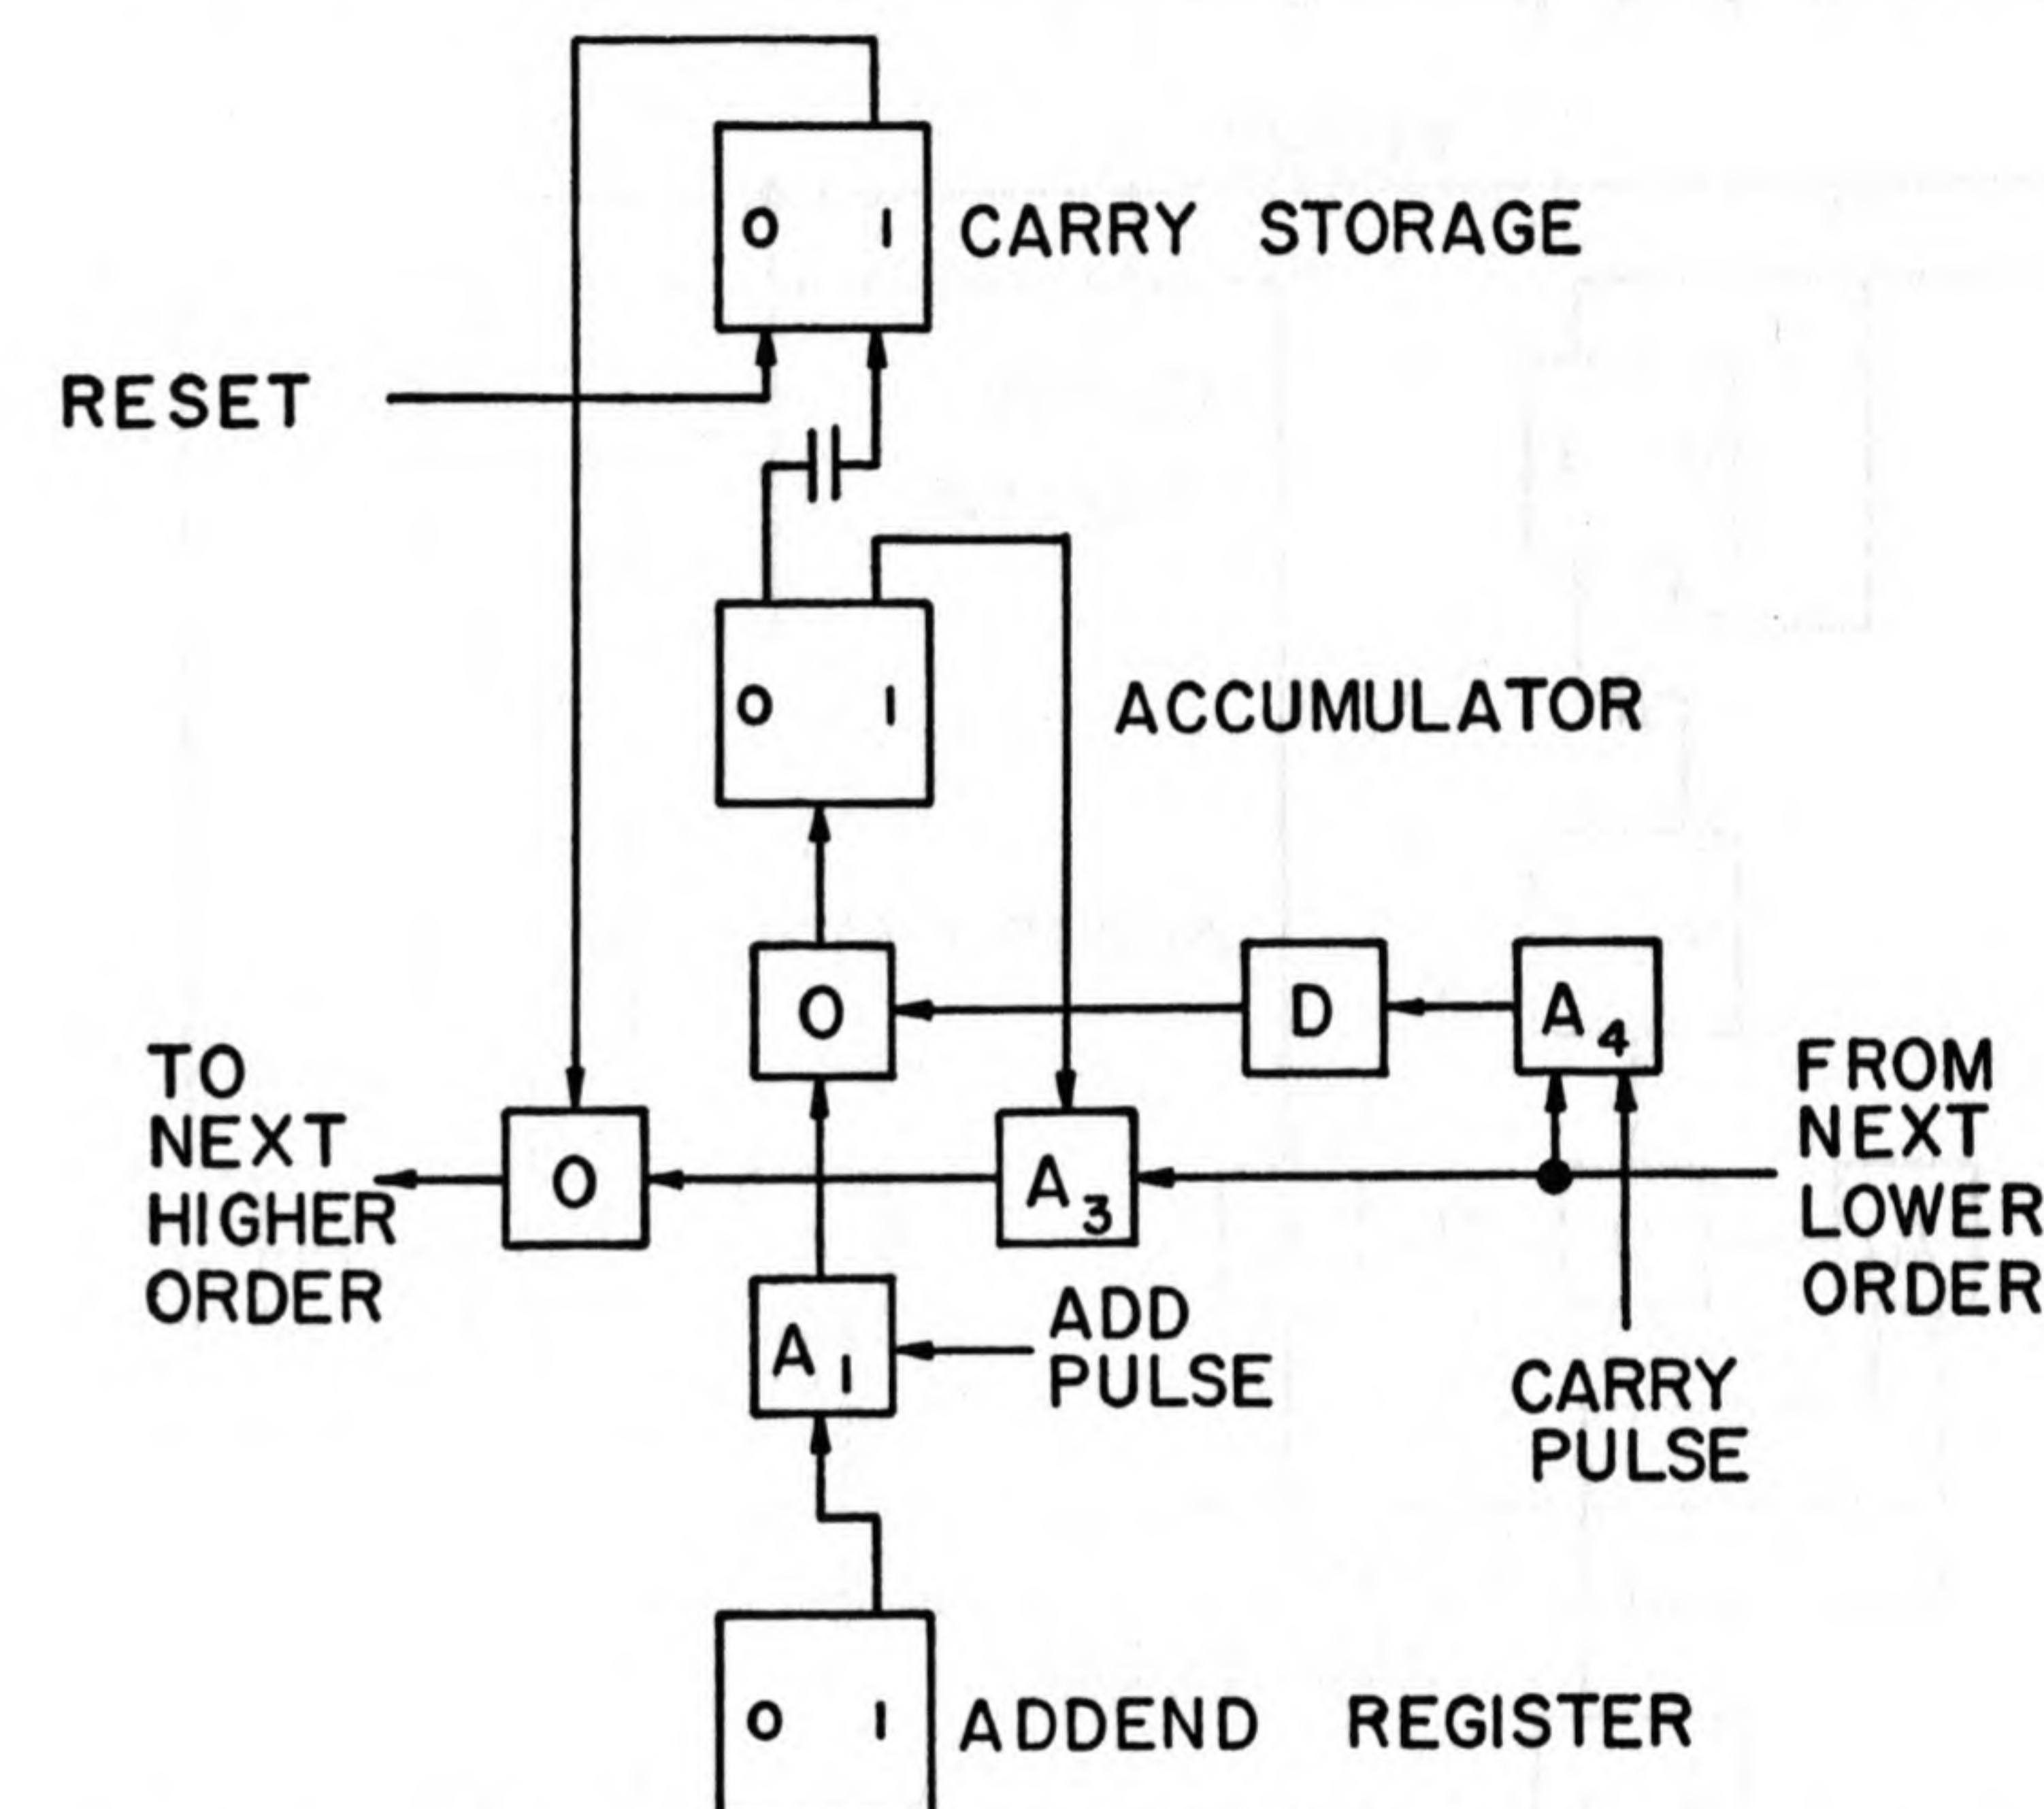 0 1 CARRY STORAGE
RESET
0 1 ACCUMULATOR
O D A4
TO
NEXT
HIGHER
ORDER
O A3
FROM
NEXT
LOWER
ORDER
A1
ADD
PULSE
CARRY
PULSE
0 1 ADDEND REGISTER